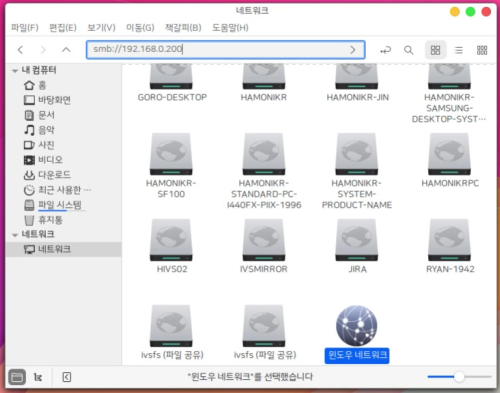 네트워크
파일(F) 편집(E) 보기(V) 이동(G) 책갈피(B) 도움말(H)
smb://192.168.0.200
내 컴퓨터
홈
바탕화면
문서
음악
사진
비디오
다운로드
최근 사용한 …
파일 시스템
휴지통
네트워크
네트워크
GORO-DESKTOP
HAMONIKR
HAMONIKR-JIN
HAMONIKR-
SAMSUNG-
DESKTOP-SYST…
HAMONIKR-
SF100
HAMONIKR-
STANDARD-PC-
I440FX-PIIX-1996
HAMONIKR-
SYSTEM-
PRODUCT-NAME
HAMONIKRPC
HIVS02
IVSMIRROR
JIRA
RYAN-1942
ivsfs (파일 공유)
ivsfs (파일 공유)
윈도우 네트워크
"윈도우 네트워크"를 선택했습니다